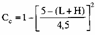 C_c = 1 - [ (5 - (L + H)) / 4,5 ]^2